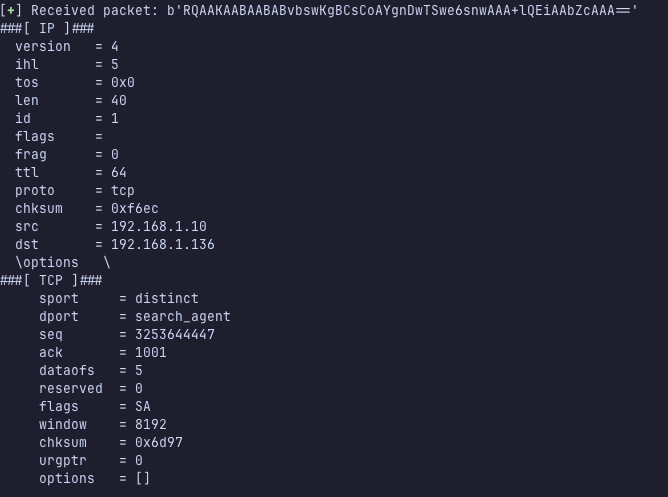 [+] Received packet: b'RQAAKAABAABABvbswKgBCsCoAYgnDwTSwe6snwAAA+lQEiAAbZcAAA=='
###[ IP ]###
  version   = 4
  ihl       = 5
  tos       = 0x0
  len       = 40
  id        = 1
  flags     =
  frag      = 0
  ttl       = 64
  proto     = tcp
  chksum    = 0xf6ec
  src       = 192.168.1.10
  dst       = 192.168.1.136
  \options   \
###[ TCP ]###
     sport     = distinct
     dport     = search_agent
     seq       = 3253644447
     ack       = 1001
     dataofs   = 5
     reserved  = 0
     flags     = SA
     window    = 8192
     chksum    = 0x6d97
     urgptr    = 0
     options   = []